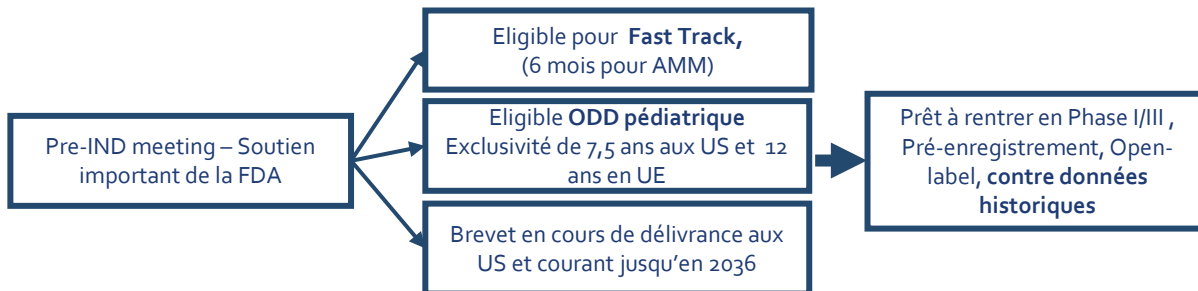 Pre-IND meeting – Soutien
important de la FDA
Eligible pour Fast Track,
(6 mois pour AMM)
Eligible ODD pédiatrique
Exclusivité de 7,5 ans aux US et 12
ans en UE
Brevet en cours de délivrance aux
US et courant jusqu'en 2036
Prêt à rentrer en Phase I/III ,
Pré-enregistrement, Open-
label, contre données
historiques